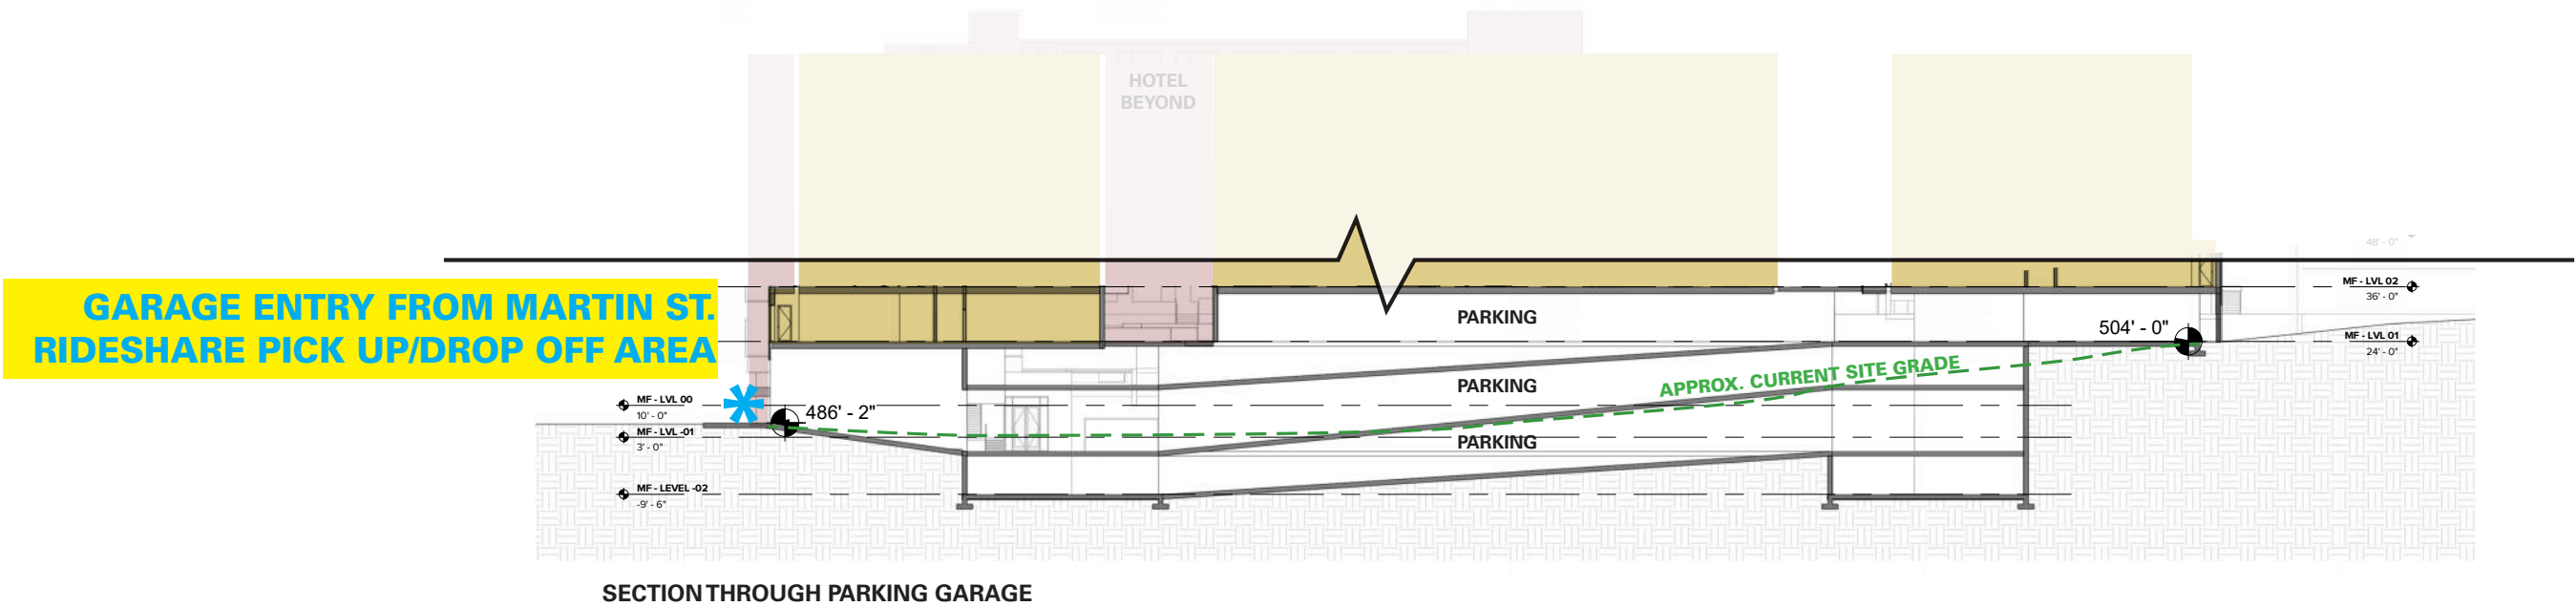 HOTEL
BEYOND
48' - 0"
GARAGE ENTRY FROM MARTIN ST.
RIDESHARE PICK UP/DROP OFF AREA
MF - LVL 02
36' - 0"
PARKING
504' - 0"
MF - LVL 01
24' - 0"
APPROX. CURRENT SITE GRADE
PARKING
MF - LVL 00
10' - 0"
486' - 2"
MF - LVL -01
3' - 0"
PARKING
MF - LEVEL -02
-9' - 6"
SECTION THROUGH PARKING GARAGE